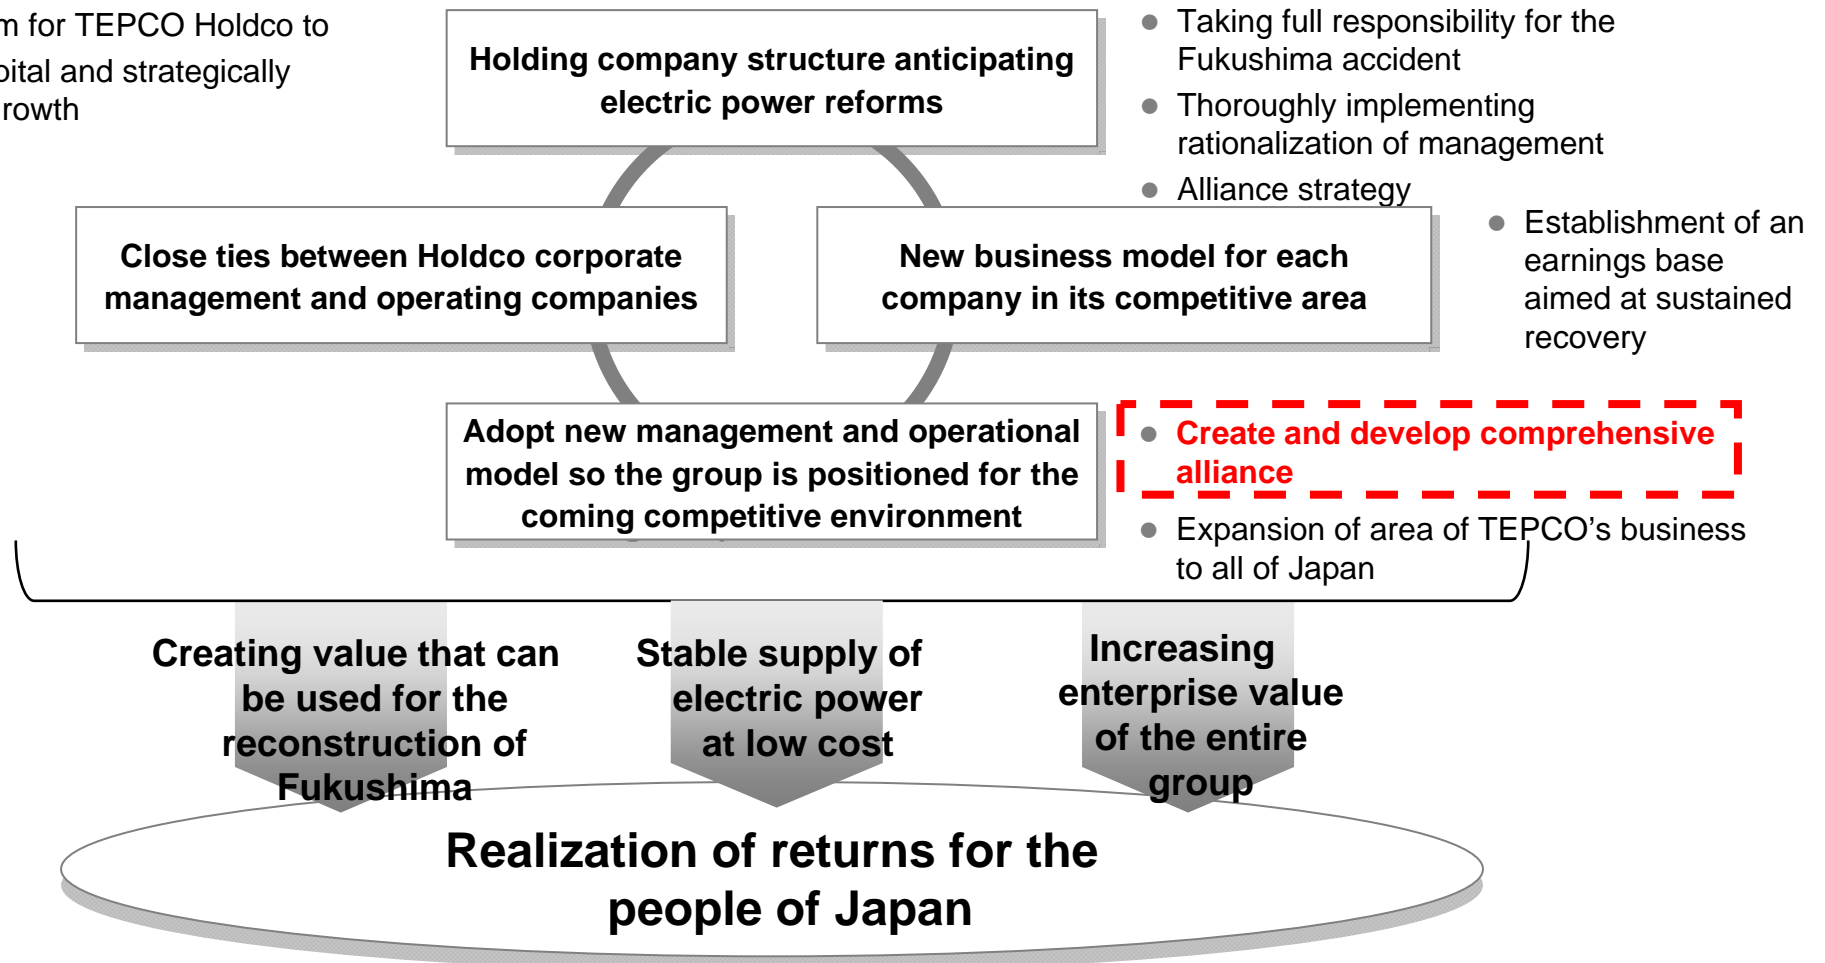 m for TEPCO Holdco to
pital and strategically
rowth
Holding company structure anticipating
electric power reforms
● Taking full responsibility for the
Fukushima accident
● Thoroughly implementing
rationalization of management
● Alliance strategy
Close ties between Holdco corporate
management and operating companies
New business model for each
company in its competitive area
● Establishment of an
earnings base
aimed at sustained
recovery
Adopt new management and operational
model so the group is positioned for the
coming competitive environment
● Create and develop comprehensive
alliance
● Expansion of area of TEPCO’s business
to all of Japan
Creating value that can
be used for the
reconstruction of
Fukushima
Stable supply of
electric power
at low cost
Increasing
enterprise value
of the entire
group
Realization of returns for the
people of Japan